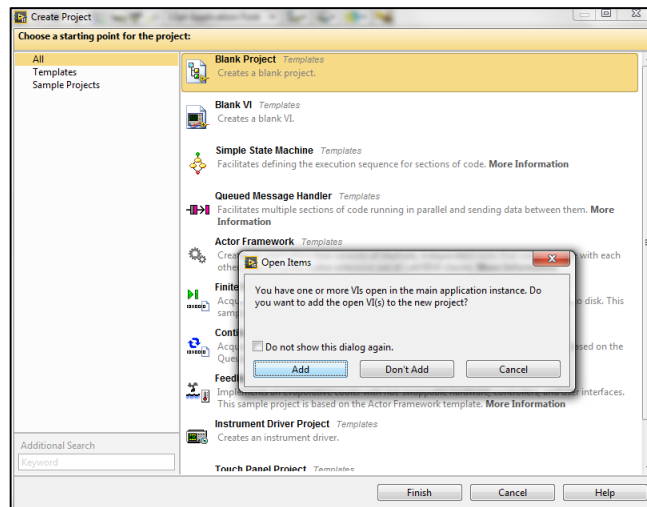 Create Project
Choose a starting point for the project:
All
Templates
Sample Projects
Blank Project Templates
Creates a blank project.
Blank VI Templates
Creates a blank VI.
Simple State Machine Templates
Facilitates defining the execution sequence for sections of code. More Information
Queued Message Handler Templates
Facilitates multiple sections of code running in parallel and sending data between them. More
Information
Actor Framework Templates
with each
Open Items
You have one or more VIs open in the main application instance. Do
you want to add the open VI(s) to the new project?
Do not show this dialog again.
Add
Don't Add
Cancel
to disk. This
based on the
interfaces.
This sample project is based on the Actor Framework template. More Information
Instrument Driver Project Templates
Creates an instrument driver.
Touch Panel Project Templates
Additional Search
Keyword
Finish
Cancel
Help